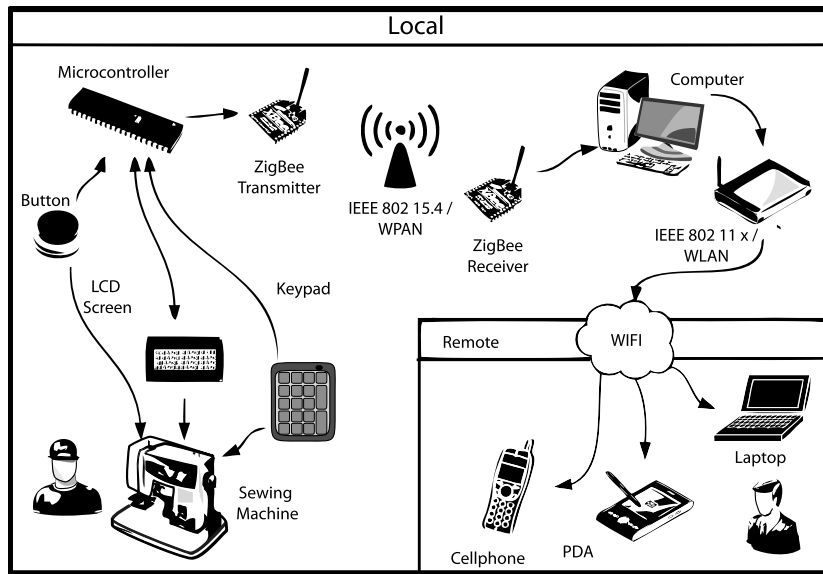 Local
Microcontroller
Computer
ZigBee
Transmitter
Button
IEEE 802 15.4 /
WPAN
ZigBee
Receiver
IEEE 802 11 x /
WLAN
LCD
Screen
Keypad
Remote
WIFI
Sewing
Machine
Laptop
Cellphone
PDA